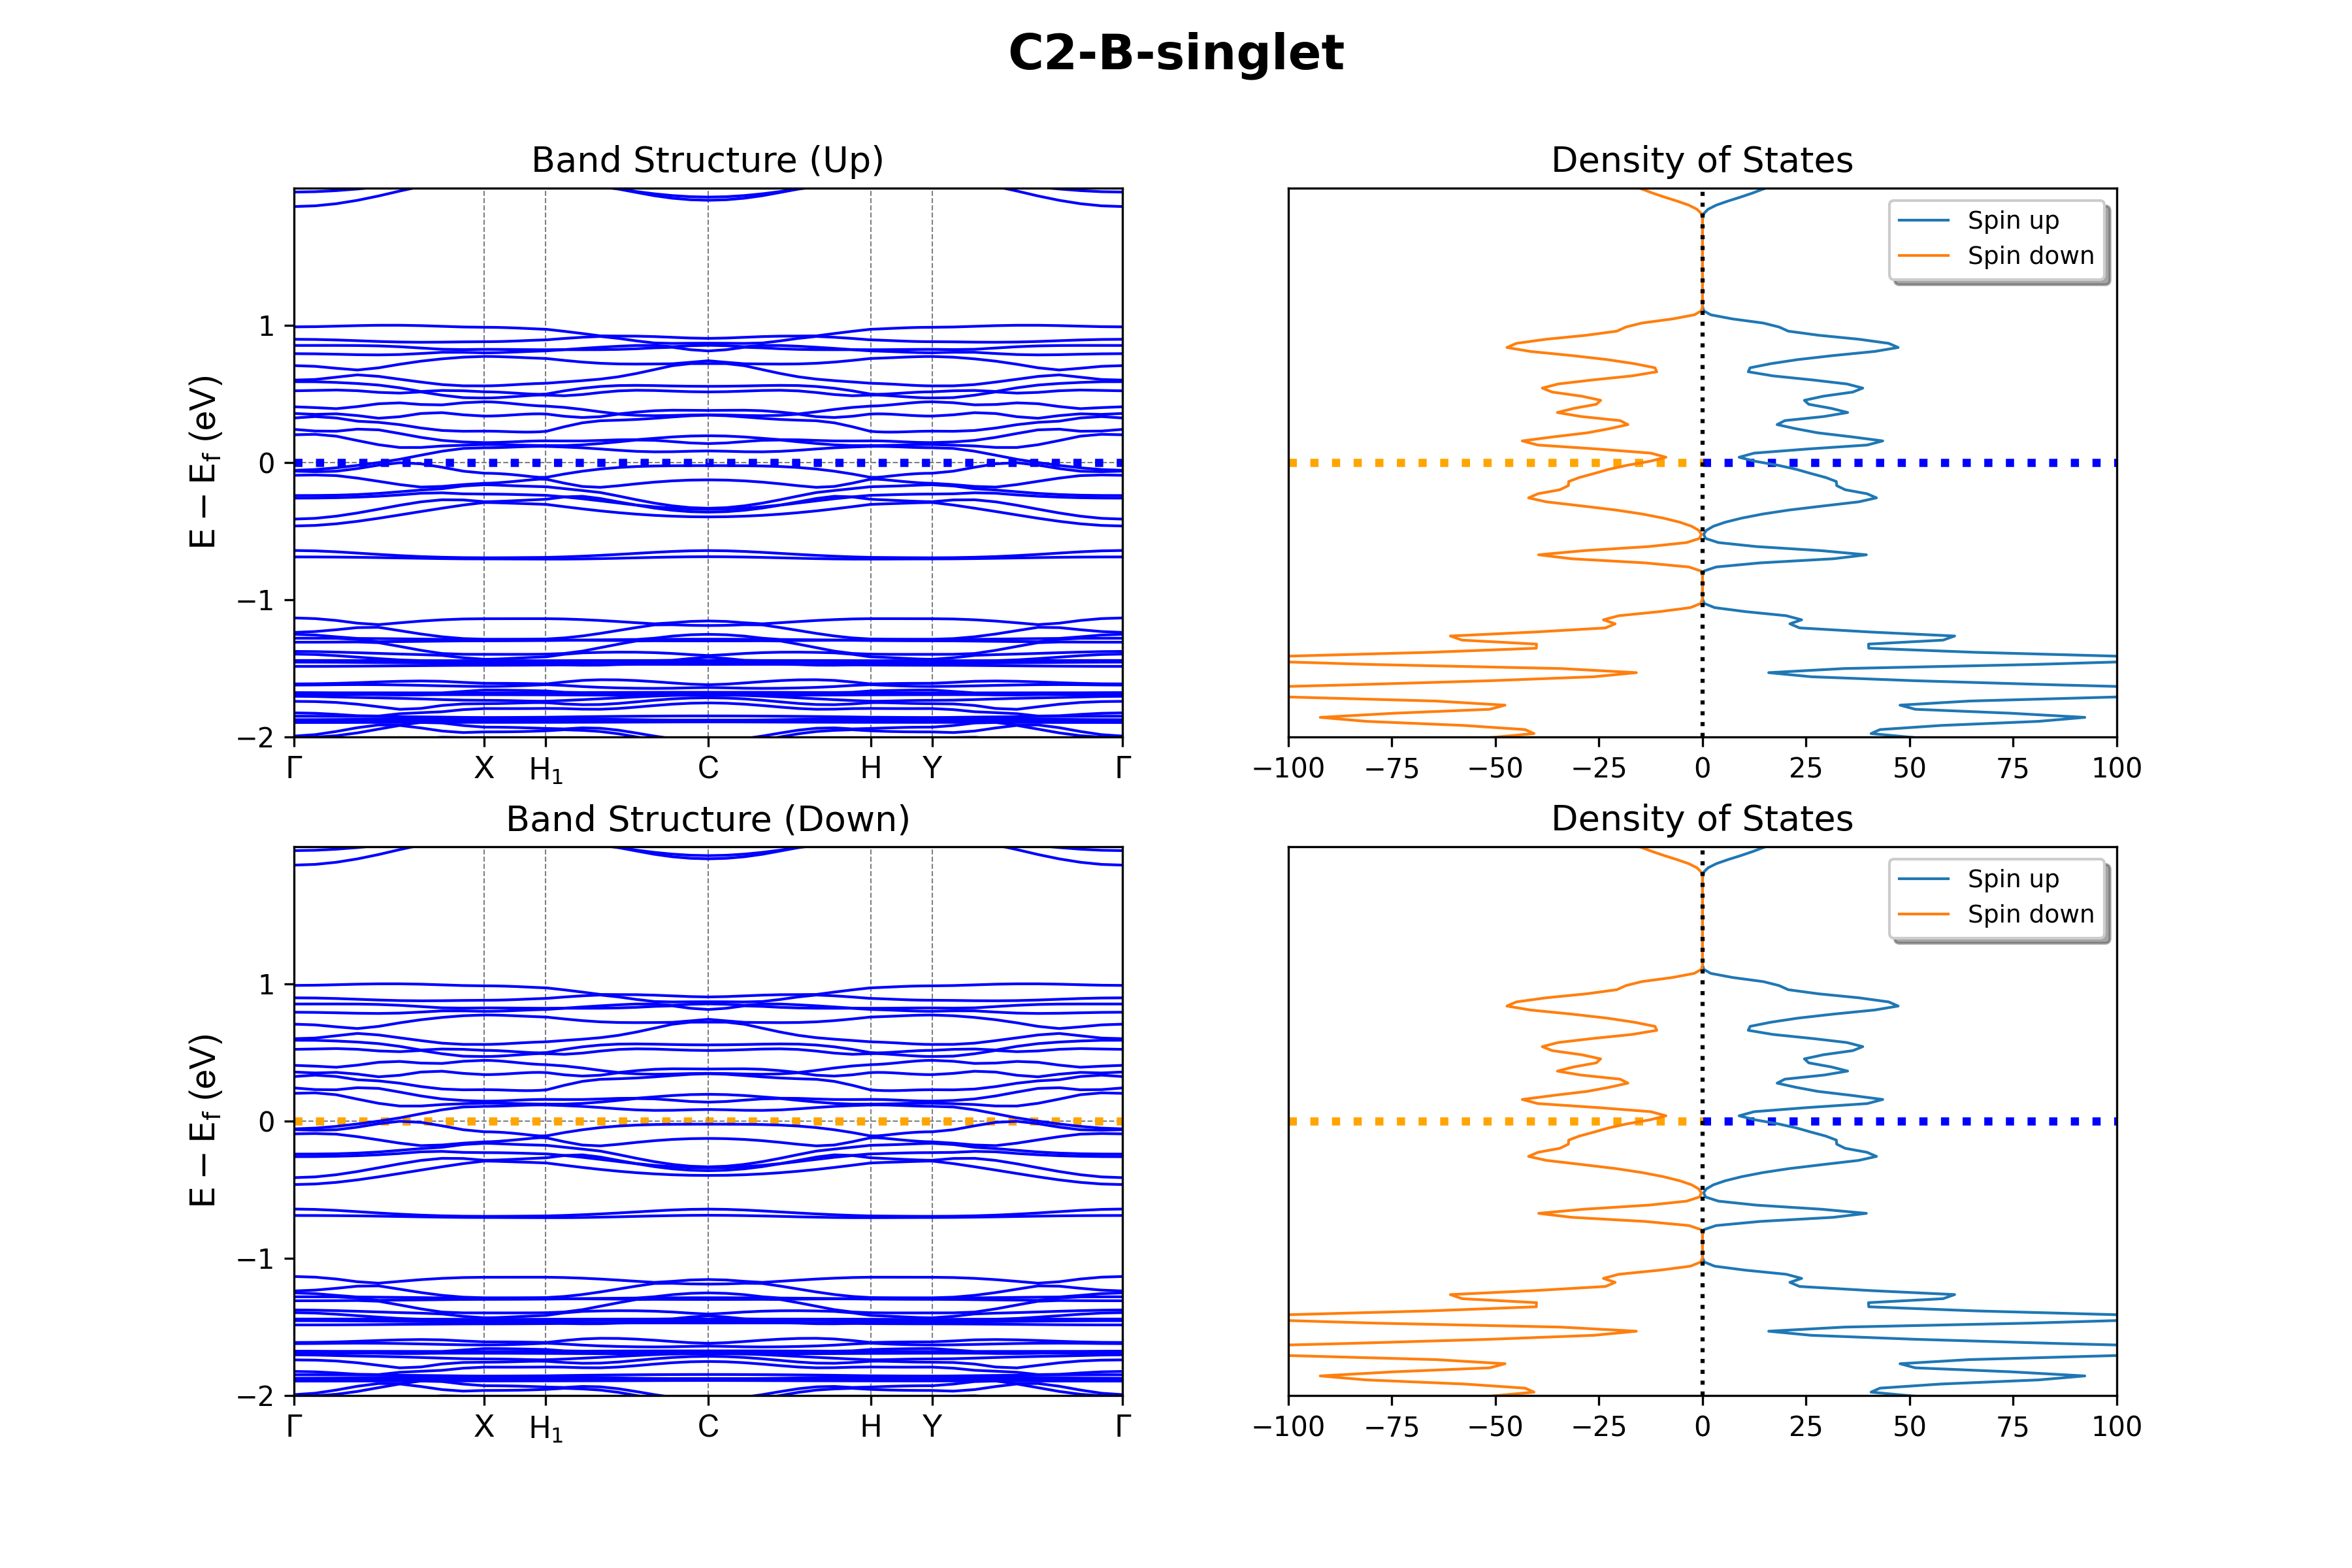 C2-B-singlet
Band Structure (Up)
E − E_f (eV)
1
0
−1
−2
Γ X H₁ C H Y Γ
Density of States
Spin up
Spin down
−100 −75 −50 −25 0 25 50 75 100
Band Structure (Down)
E − E_f (eV)
1
0
−1
−2
Γ X H₁ C H Y Γ
Density of States
Spin up
Spin down
−100 −75 −50 −25 0 25 50 75 100